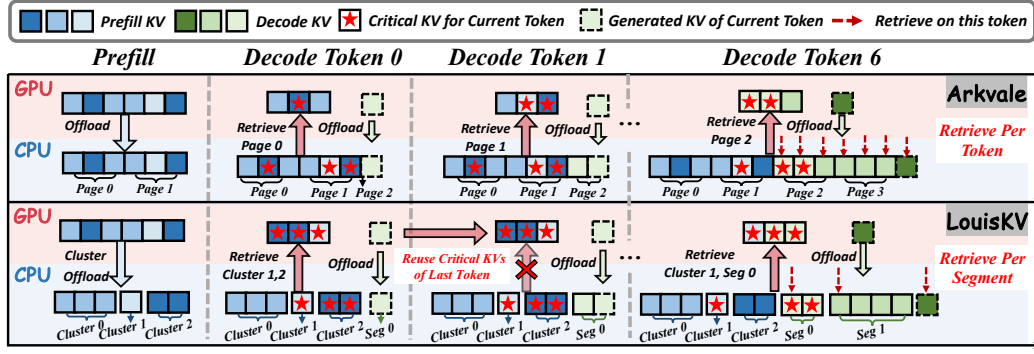 Prefill KV
Decode KV
Critical KV for Current Token
Generated KV of Current Token
Retrieve on this token
Prefill
Decode Token 0
Decode Token 1
Decode Token 6
GPU
Offload
CPU
Page 0
Page 1
Retrieve
Page 0
Offload
Page 0
Page 1
Page 2
Retrieve
Page 1
Offload
Page 0
Page 1
Page 2
...
Retrieve
Page 2
Offload
Page 0
Page 1
Page 2
Page 3
Arkvale
Retrieve Per
Token
GPU
Cluster
Offload
CPU
Cluster 0
Cluster 1
Cluster 2
Retrieve
Cluster 1,2
Offload
Cluster 0
Cluster 1
Cluster 2
Seg 0
Reuse Critical KVs
of Last Token
Offload
Cluster 0
Cluster 1
Cluster 2
Seg 0
...
Retrieve
Cluster 1, Seg 0
Offload
Cluster 0
Cluster 1
Cluster 2
Seg 0
Seg 1
LouisKV
Retrieve Per
Segment